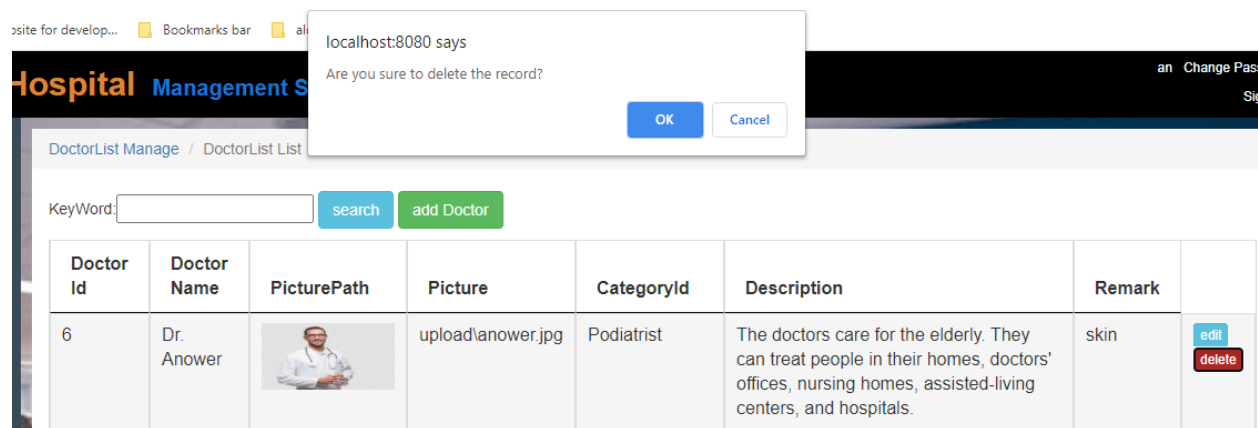 osite for develop... Bookmarks bar
localhost:8080 says
Are you sure to delete the record?
OK Cancel
Hospital Management S
an Change Pas
DoctorList Manage / DoctorList List
KeyWord: search add Doctor
Doctor Id Doctor Name PicturePath Picture CategoryId Description Remark
6 Dr. Anower upload\anower.jpg Podiatrist The doctors care for the elderly. They skin edit
can treat people in their homes, doctors' delete
offices, nursing homes, assisted-living
centers, and hospitals.